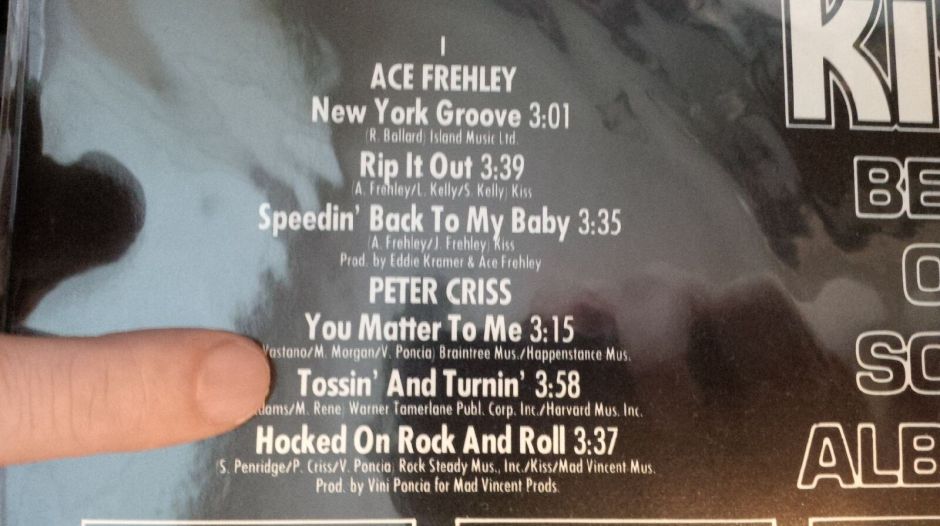 I
ACE FREHLEY
New York Groove 3:01
(R. Ballard) Island Music Ltd.
Rip It Out 3:39
(A. Frehley/L. Kelly/S. Kelly) Kiss
Speedin' Back To My Baby 3:35
(A. Frehley/J. Frehley) Kiss
Prod. by Eddie Kramer & Ace Frehley
PETER CRISS
You Matter To Me 3:15
Vastano/M. Morgan/V. Poncia) Braintree Mus./Happenstance Mus.
Tossin' And Turnin' 3:58
/M. Rene) Warner Tamerlane Publ. Corp. Inc./Harvard Mus. Inc.
Hocked On Rock And Roll 3:37
(S. Penridge/P. Criss/V. Poncia) Rock Steady Mus., Inc./Kiss/Mad Vincent Mus.
Prod. by Vini Poncia for Mad Vincent Prods.